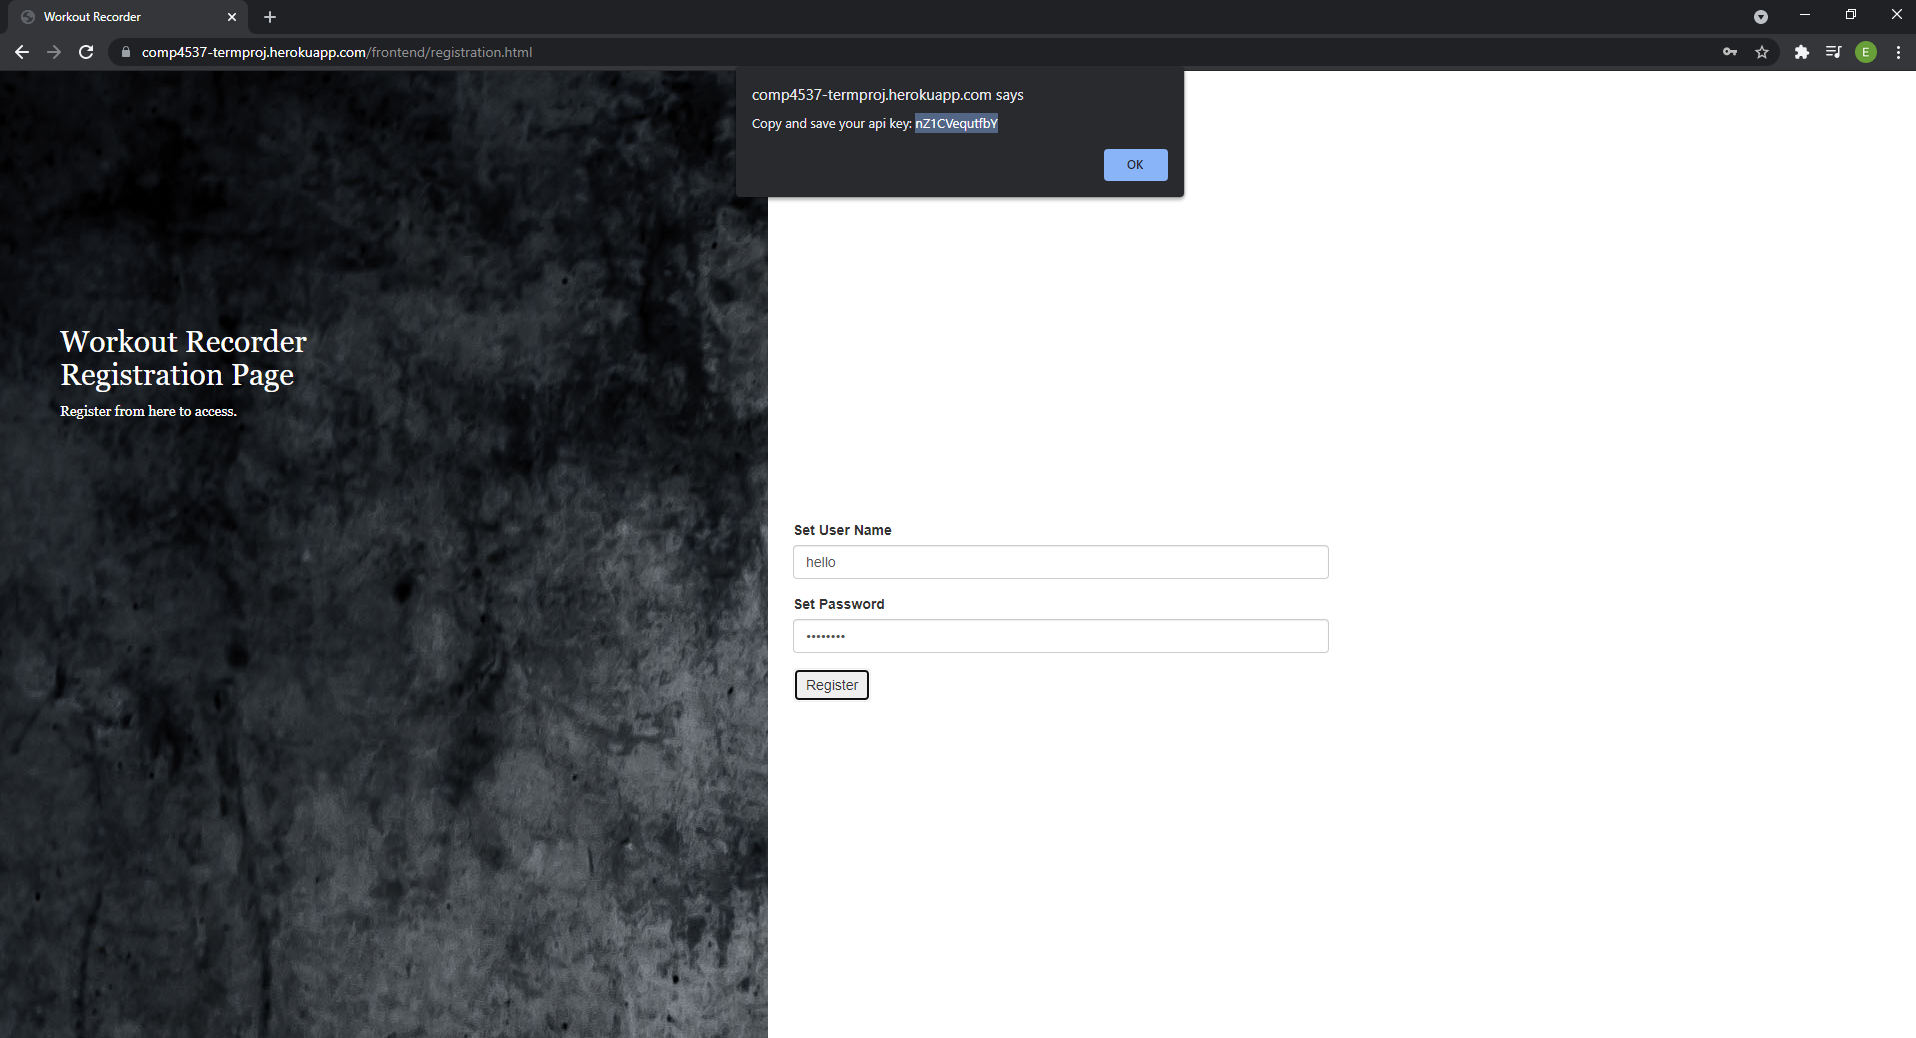 Workout Recorder
comp4537-termproj.herokuapp.com/frontend/registration.html
E
comp4537-termproj.herokuapp.com says
Copy and save your api key: nZ1CVequtfbY
OK
Workout Recorder
Registration Page
Register from here to access.
Set User Name
hello
Set Password
••••••••
Register